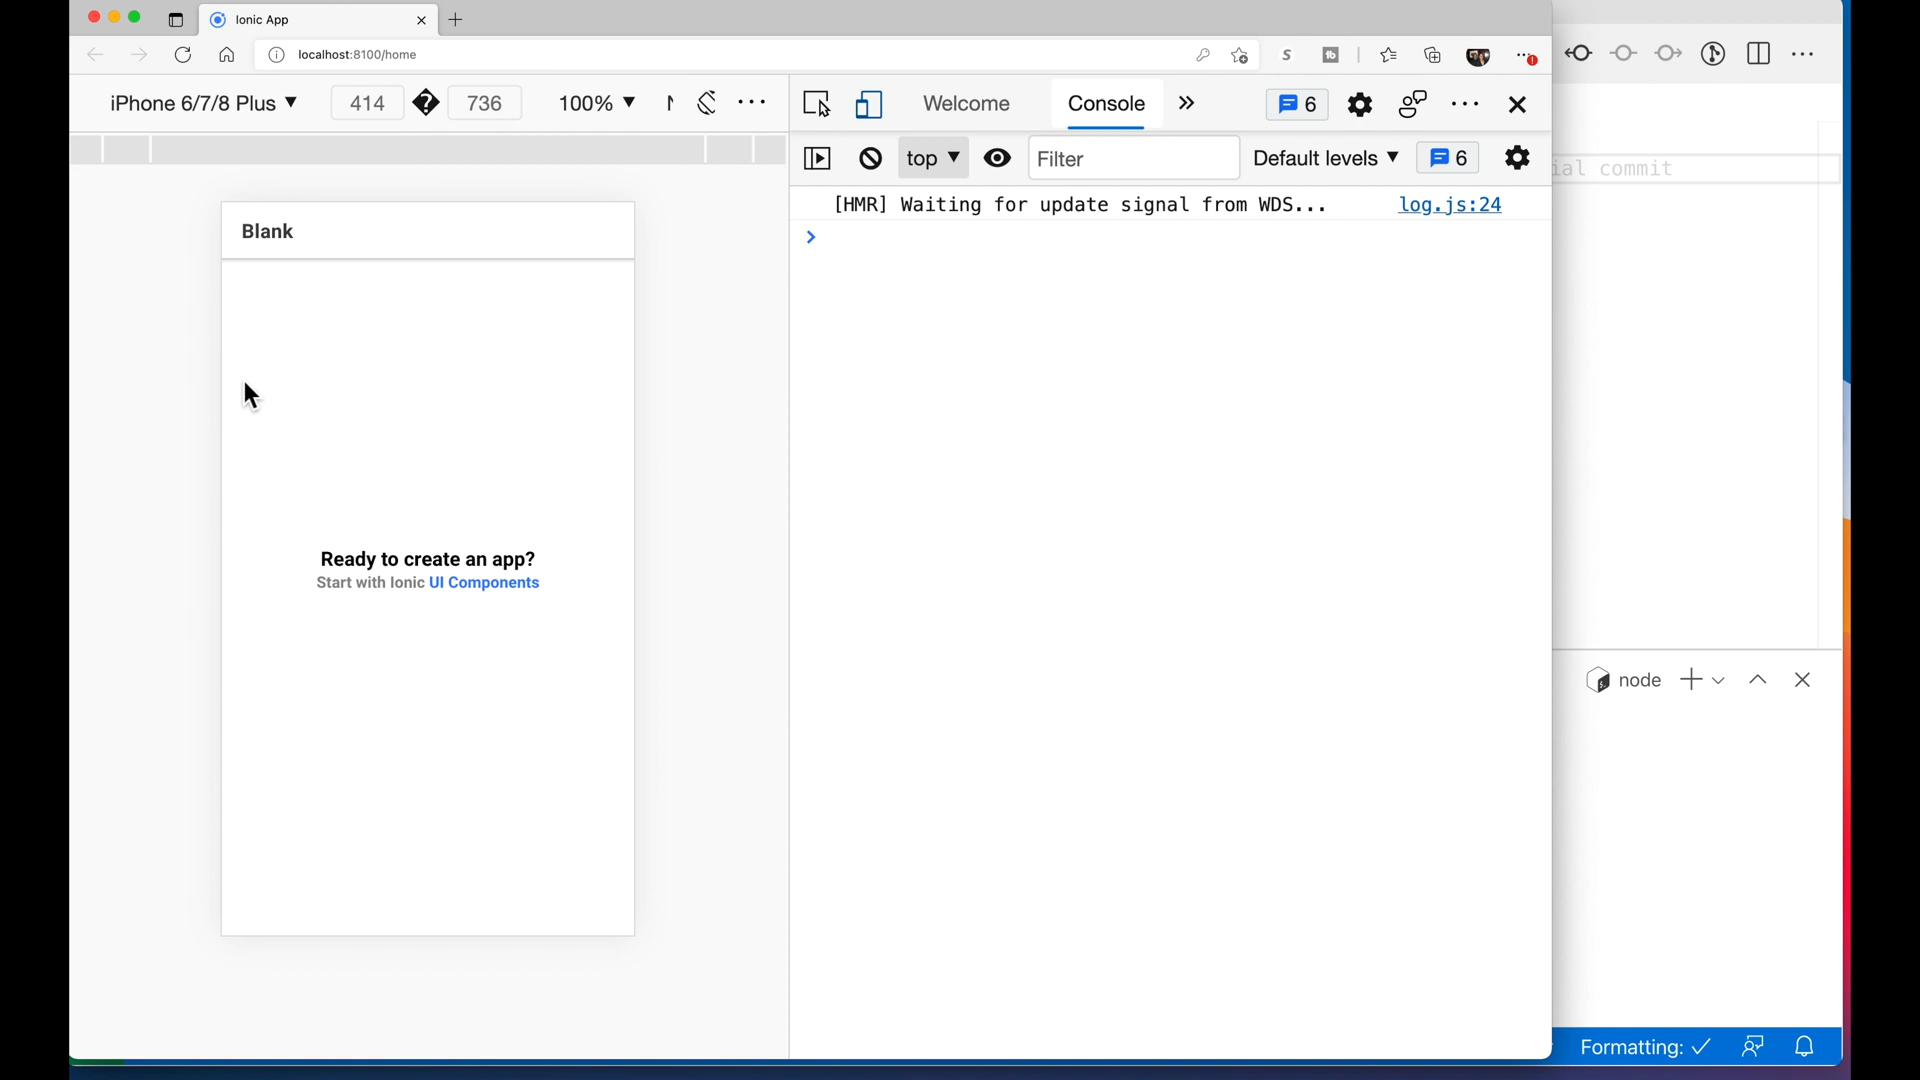 Ionic App
localhost:8100/home
iPhone 6/7/8 Plus ▼ 414 � 736 100% ▼
Welcome Console » 6
top ▼ Filter Default levels ▼ 6
[HMR] Waiting for update signal from WDS... log.js:24
Blank
Ready to create an app?
Start with Ionic UI Components
ial commit
node
Formatting: ✓